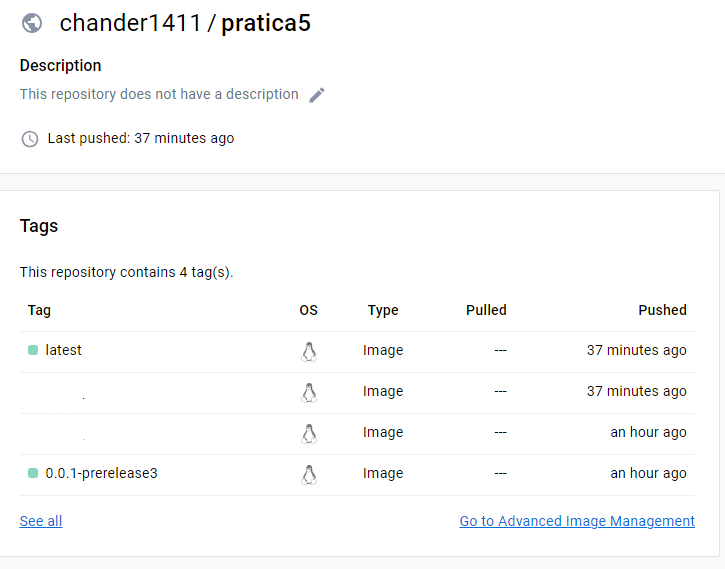 chander1411 / pratica5
Description
This repository does not have a description
Last pushed: 37 minutes ago
Tags
This repository contains 4 tag(s).
Tag OS Type Pulled Pushed
latest Image --- 37 minutes ago
. Image --- 37 minutes ago
. Image --- an hour ago
0.0.1-prerelease3 Image --- an hour ago
See all Go to Advanced Image Management